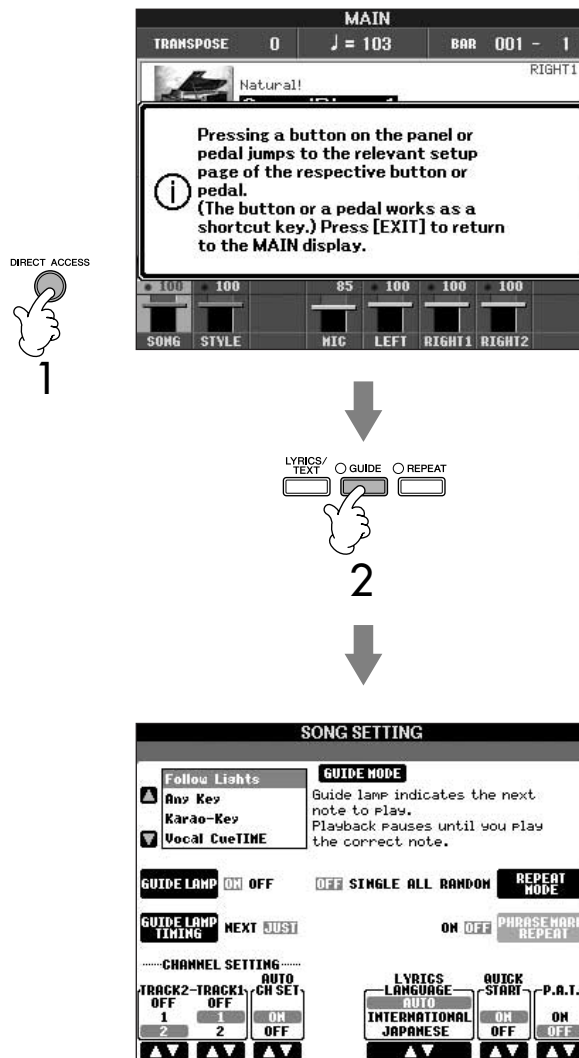 MAIN
TRANSPOSE 0 ♩ = 103 BAR 001 - 1
RIGHT1
Natural!
Pressing a button on the panel or
pedal jumps to the relevant setup
page of the respective button or
pedal.
(The button or a pedal works as a
shortcut key.) Press [EXIT] to return
to the MAIN display.
DIRECT ACCESS
100 100 85 100 100 100
SONG STYLE MIC LEFT RIGHT1 RIGHT2
1
LYRICS/
TEXT GUIDE REPEAT
2
SONG SETTING
Follow Lights
Any Key
Karao-Key
Vocal CueTIME
GUIDE MODE
Guide lamp indicates the next
note to play.
Playback pauses until you play
the correct note.
GUIDE LAMP ON OFF OFF SINGLE ALL RANDOM REPEAT
MODE
GUIDE LAMP
TIMING NEXT JUST ON OFF PHRASE MARK
REPEAT
CHANNEL SETTING
TRACK2 TRACK1 AUTO
CH SET LYRICS
LANGUAGE QUICK
START P.A.T.
OFF OFF AUTO
1 1 ON INTERNATIONAL ON ON
2 2 OFF JAPANESE OFF OFF